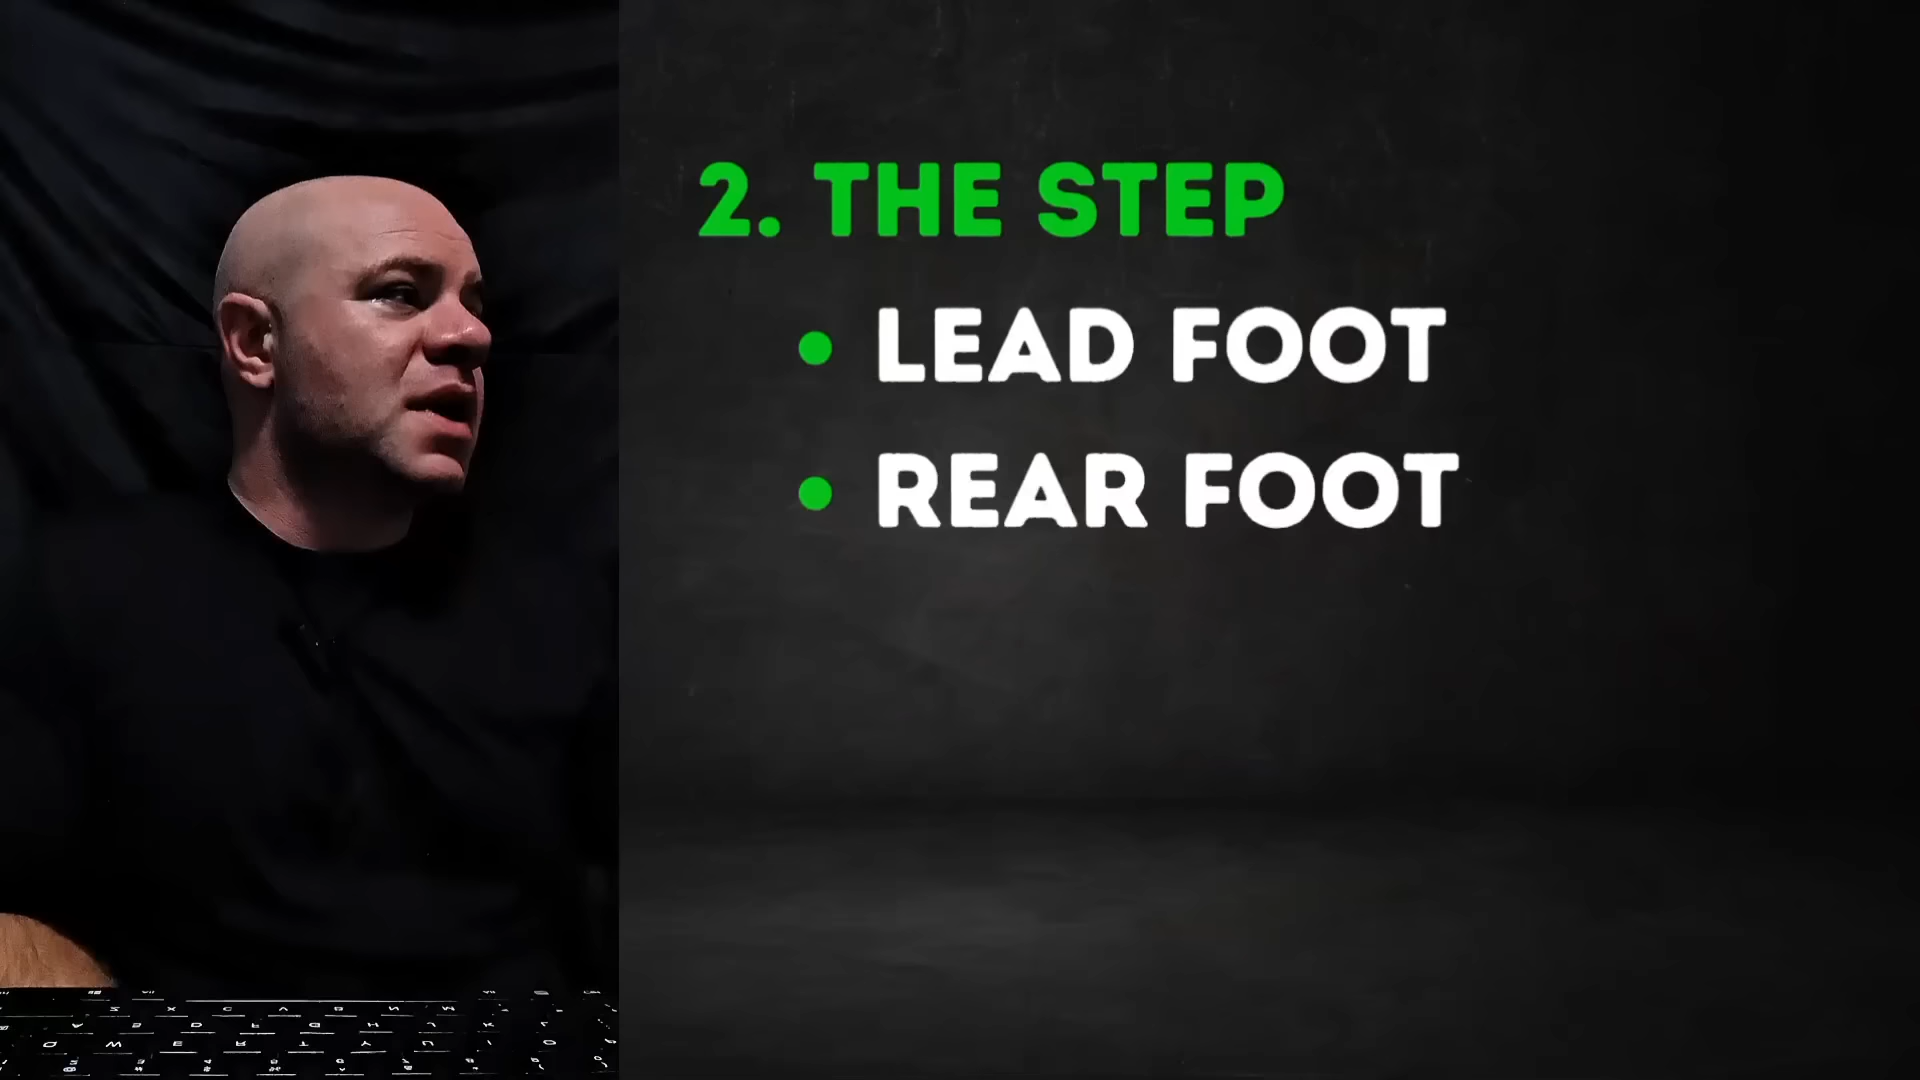 2. THE STEP
• LEAD FOOT
• REAR FOOT